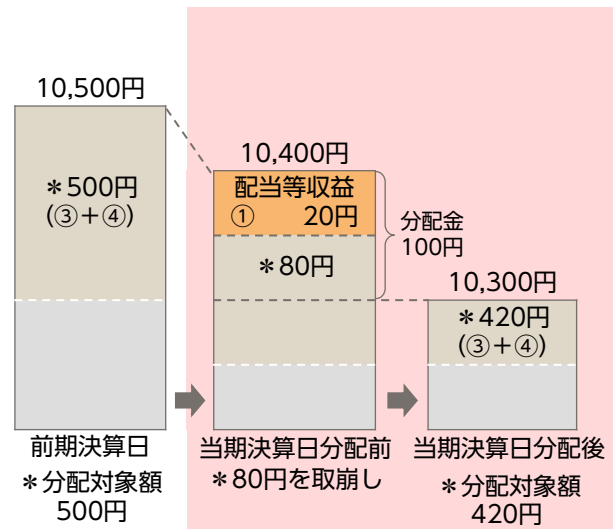 10,500円
＊500円
(③＋④)
前期決算日
＊分配対象額
500円
10,400円
配当等収益
① 20円
＊80円
分配金
100円
当期決算日分配前
＊80円を取崩し
10,300円
＊420円
(③＋④)
当期決算日分配後
＊分配対象額
420円